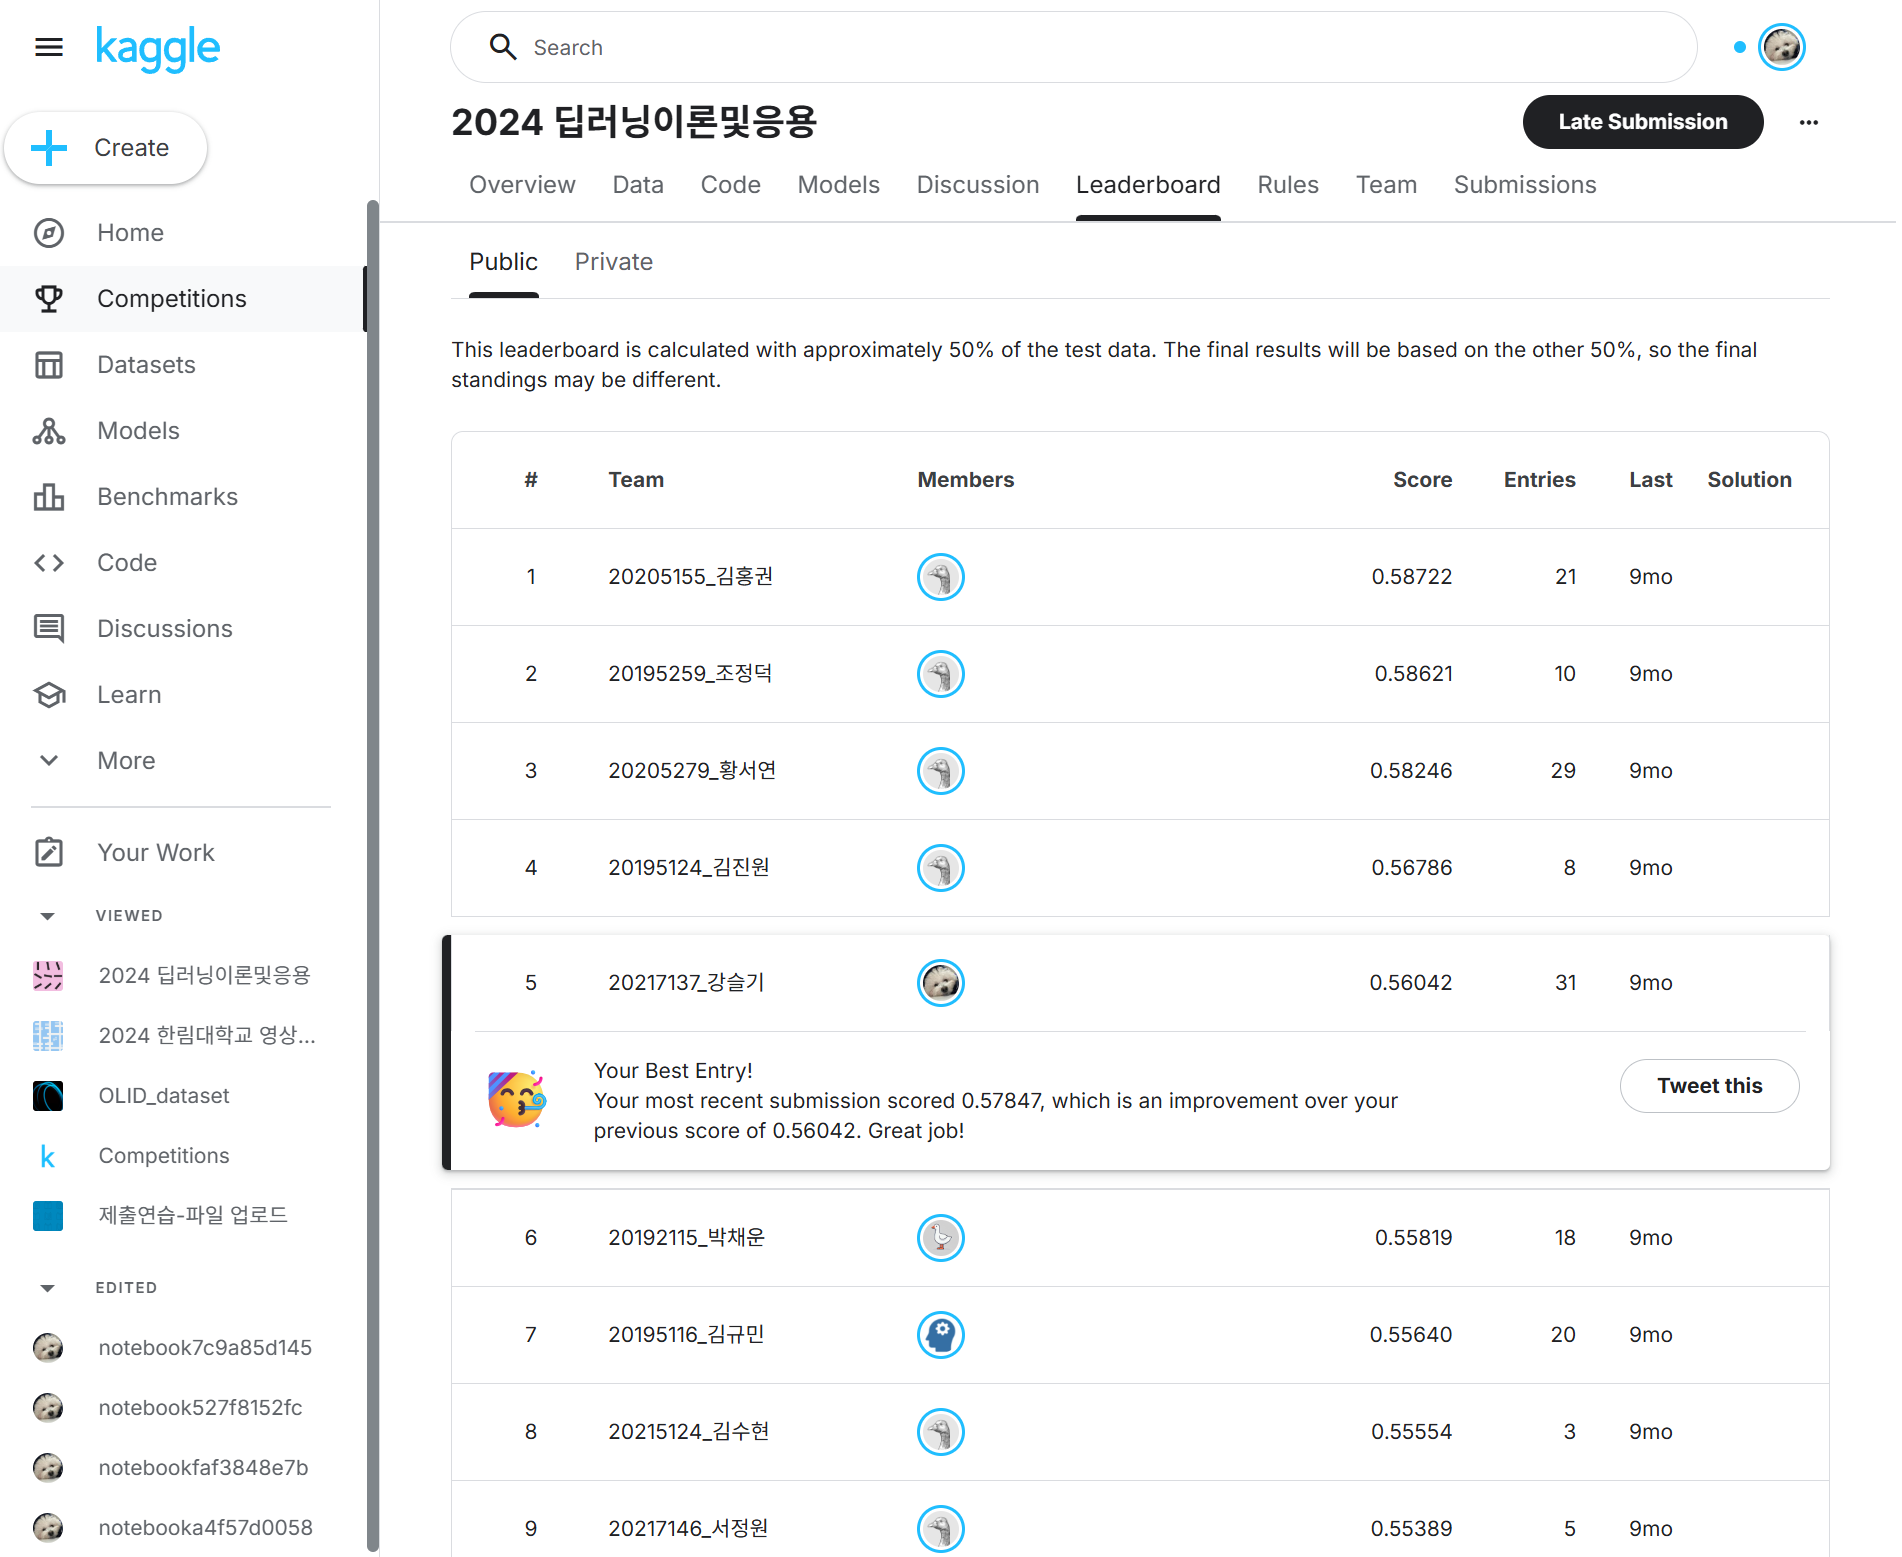 kaggle
Search
Create
2024 딥러닝이론및응용
Late Submission
Overview Data Code Models Discussion Leaderboard Rules Team Submissions
Home
Competitions
Datasets
Models
Benchmarks
Code
Discussions
Learn
More
Your Work
VIEWED
2024 딥러닝이론및응용
2024 한림대학교 영상...
OLID_dataset
Competitions
제출연습-파일 업로드
EDITED
notebook7c9a85d145
notebook527f8152fc
notebookfaf3848e7b
notebooka4f57d0058
Public Private
This leaderboard is calculated with approximately 50% of the test data. The final results will be based on the other 50%, so the final
standings may be different.
# Team Members Score Entries Last Solution
1 20205155_김홍권 0.58722 21 9mo
2 20195259_조정덕 0.58621 10 9mo
3 20205279_황서연 0.58246 29 9mo
4 20195124_김진원 0.56786 8 9mo
5 20217137_강슬기 0.56042 31 9mo
Your Best Entry!
Your most recent submission scored 0.57847, which is an improvement over your
previous score of 0.56042. Great job!
Tweet this
6 20192115_박채운 0.55819 18 9mo
7 20195116_김규민 0.55640 20 9mo
8 20215124_김수현 0.55554 3 9mo
9 20217146_서정원 0.55389 5 9mo